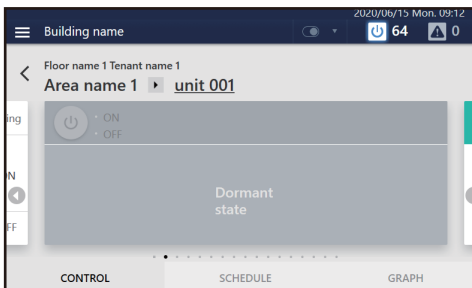 2020/06/15 Mon. 09:12
Building name
64
0
Floor name 1 Tenant name 1
Area name 1 unit 001
ing
ON
OFF
N
Dormant
state
FF
CONTROL
SCHEDULE
GRAPH